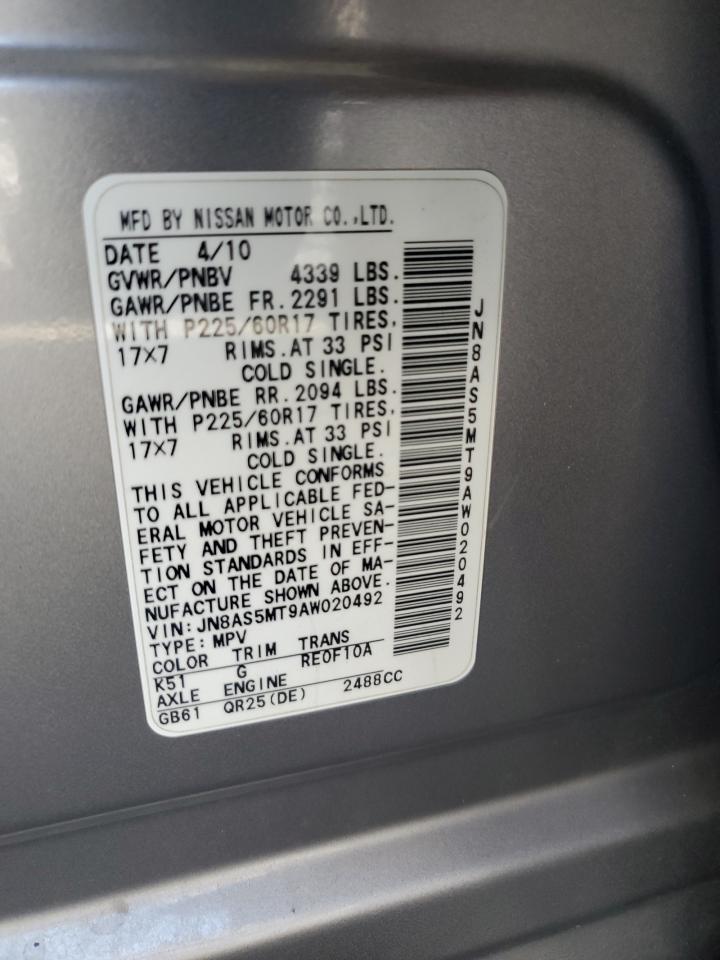 MFD BY NISSAN MOTOR CO.,LTD.
DATE 4/10
GVWR/PNBV 4339 LBS.
GAWR/PNBE FR.2291 LBS.
WITH P225/60R17 TIRES,
17×7 RIMS.AT 33 PSI
COLD SINGLE.
GAWR/PNBE RR.2094 LBS.
WITH P225/60R17 TIRES,
17×7 RIMS.AT 33 PSI
COLD SINGLE.
THIS VEHICLE CONFORMS
TO ALL APPLICABLE FED-
ERAL MOTOR VEHICLE SA-
FETY AND THEFT PREVEN-
TION STANDARDS IN EFF-
ECT ON THE DATE OF MA-
NUFACTURE SHOWN ABOVE.
VIN:JN8AS5MT9AW020492
TYPE:MPV
COLOR TRIM TRANS
K51 G RE0F10A
AXLE ENGINE
GB61 QR25(DE) 2488CC
JN8AS5MT9AW020492